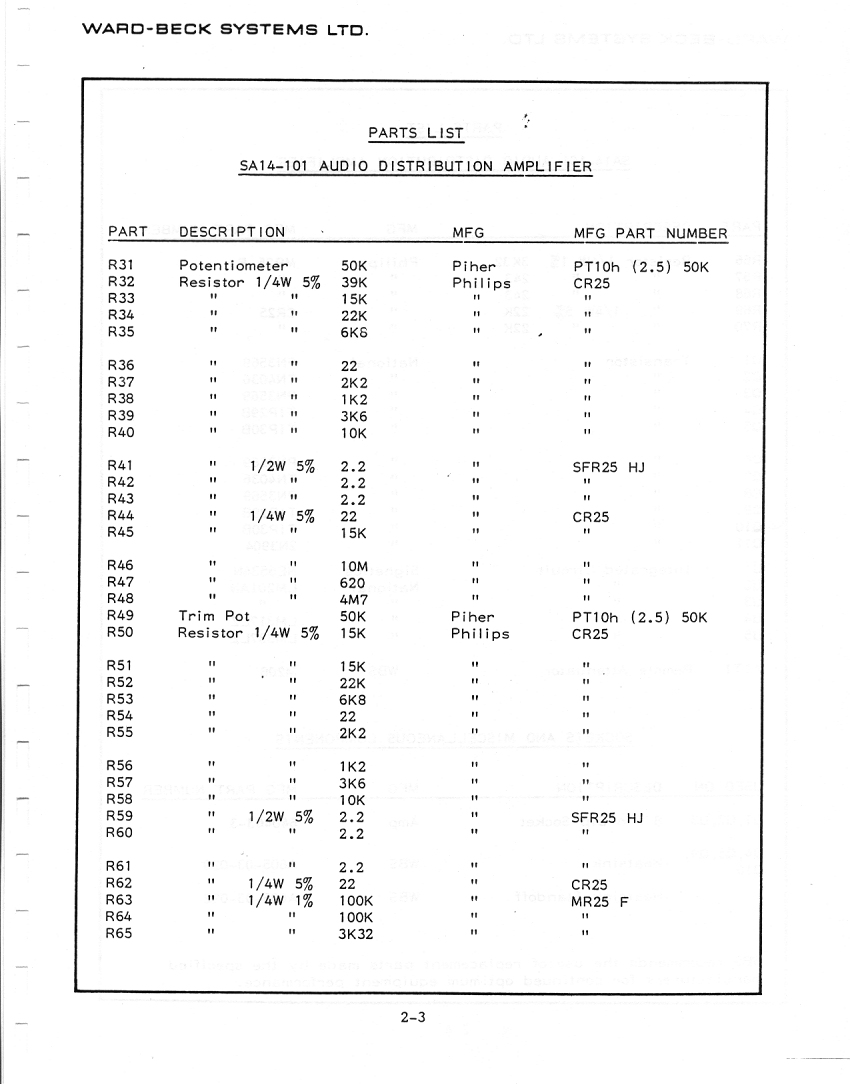 WARD-BECK SYSTEMS LTD.
PARTS LIST
SA14-101 AUDIO DISTRIBUTION AMPLIFIER
PART DESCRIPTION MFG MFG PART NUMBER
R31 Potentiometer 50K Piher PT10h (2.5) 50K
R32 Resistor 1/4W 5% 39K Philips CR25
R33 " " 15K " "
R34 " " 22K " "
R35 " " 6K8 " "
R36 " " 22 " "
R37 " " 2K2 " "
R38 " " 1K2 " "
R39 " " 3K6 " "
R40 " " 10K " "
R41 " 1/2W 5% 2.2 " SFR25 HJ
R42 " " 2.2 " "
R43 " " 2.2 " "
R44 " 1/4W 5% 22 " CR25
R45 " " 15K " "
R46 " " 10M " "
R47 " " 620 " "
R48 " " 4M7 " "
R49 Trim Pot 50K Piher PT10h (2.5) 50K
R50 Resistor 1/4W 5% 15K Philips CR25
R51 " " 15K " "
R52 " " 22K " "
R53 " " 6K8 " "
R54 " " 22 " "
R55 " " 2K2 " "
R56 " " 1K2 " "
R57 " " 3K6 " "
R58 " " 10K " "
R59 " 1/2W 5% 2.2 " SFR25 HJ
R60 " " 2.2 " "
R61 " " 2.2 " "
R62 " 1/4W 5% 22 " CR25
R63 " 1/4W 1% 100K " MR25 F
R64 " " 100K " "
R65 " " 3K32 " "
2-3